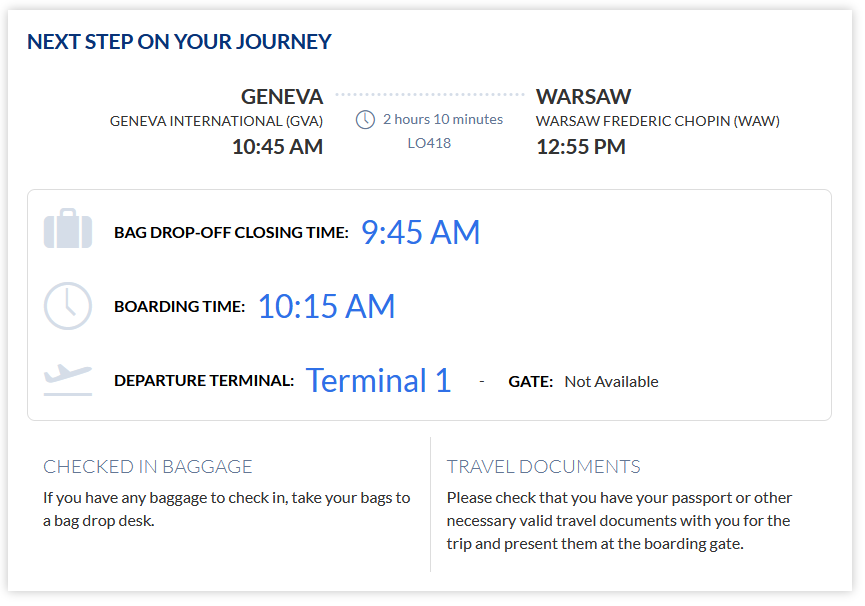 NEXT STEP ON YOUR JOURNEY
GENEVA
GENEVA INTERNATIONAL (GVA)
10:45 AM
2 hours 10 minutes
LO418
WARSAW
WARSAW FREDERIC CHOPIN (WAW)
12:55 PM
BAG DROP-OFF CLOSING TIME: 9:45 AM
BOARDING TIME: 10:15 AM
DEPARTURE TERMINAL: Terminal 1 - GATE: Not Available
CHECKED IN BAGGAGE
If you have any baggage to check in, take your bags to
a bag drop desk.
TRAVEL DOCUMENTS
Please check that you have your passport or other
necessary valid travel documents with you for the
trip and present them at the boarding gate.